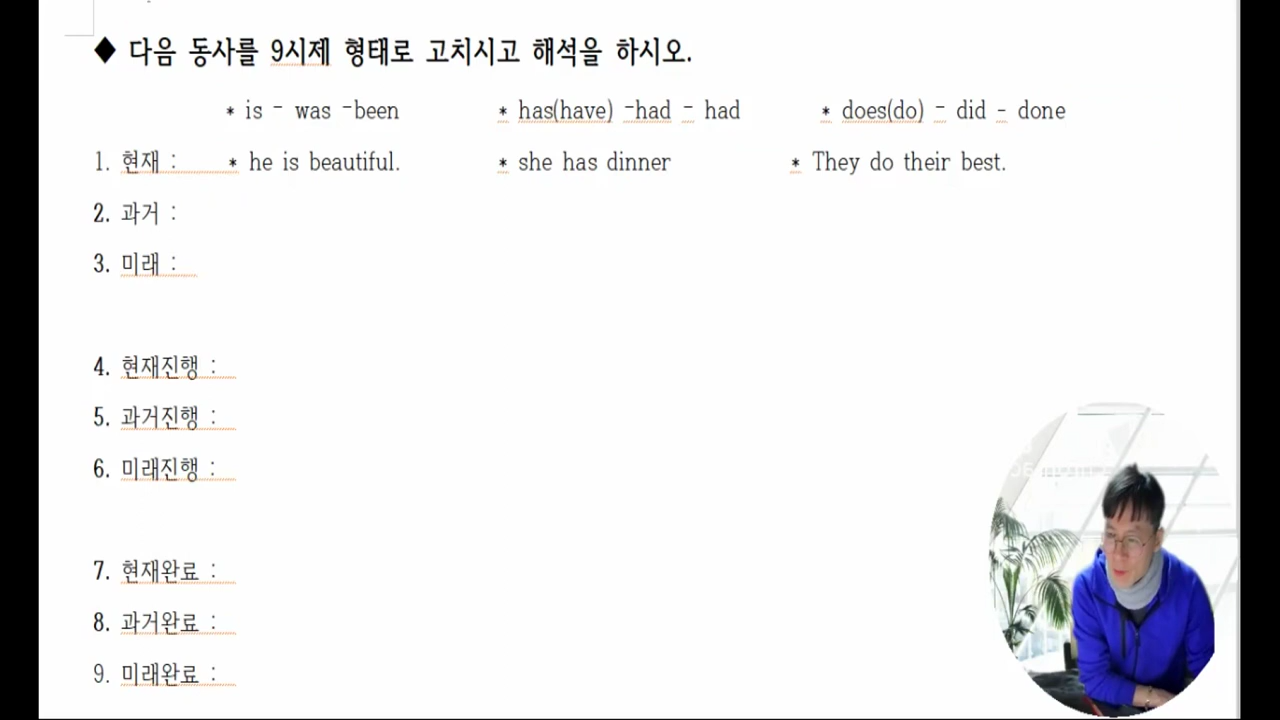 ◆ 다음 동사를 9시제 형태로 고치시고 해석을 하시오.
* is - was -been * has(have) -had - had * does(do) - did - done
1. 현재 : * he is beautiful. * she has dinner * They do their best.
2. 과거 :
3. 미래 :
4. 현재진행 :
5. 과거진행 :
6. 미래진행 :
7. 현재완료 :
8. 과거완료 :
9. 미래완료 :